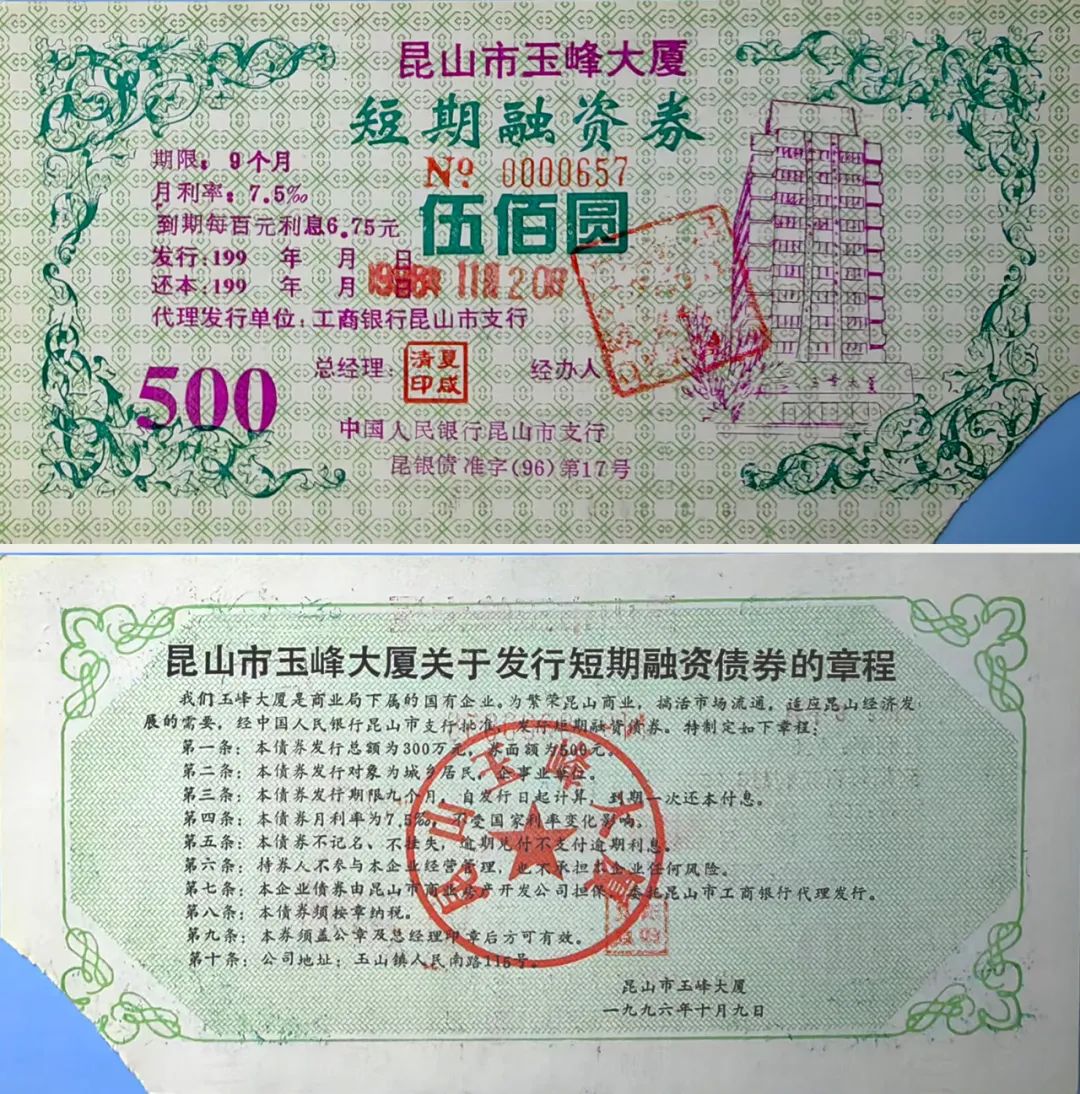 昆山市玉峰大厦
短期融资券
期限：9个月
№ 0000657
月利率：7.5‰
伍佰圆
到期每百元利息6.75元
发行：199 年 月 日
还本：199 年 月 日
11月20日
代理发行单位：工商银行昆山市支行
总经理：
夏咸清印
经办人
500
玉峰大厦
中国人民银行昆山市支行
昆银债准字(96)第17号
昆山市玉峰大厦关于发行短期融资债券的章程
我们玉峰大厦是商业局下属的国有企业。为繁荣昆山商业，搞活市场流通，适应昆山经济发
展的需要，经中国人民银行昆山市支行批准，发行短期融资债券。特制定如下章程：
第一条：本债券发行总额为300万元，券面额为500元。
第二条：本债券发行对象为城乡居民、企事业单位。
第三条：本债券发行期限九个月，自发行日起计算，到期一次还本付息。
第四条：本债券月利率为7.5‰，不受国家利率变化影响。
第五条：本债券不记名、不挂失，逾期兑付不支付逾期利息。
第六条：持券人不参与本企业经营管理，也不承担本企业任何风险。
第七条：本企业债券由昆山市商业房产开发公司担保，委托昆山市工商银行代理发行。
第八条：本债券须按章纳税。
第九条：本券须盖公章及总经理印章后方可有效。
第十条：公司地址：玉山镇人民南路115号。
昆山玉峰大厦
昆山市玉峰大厦
一九九六年十月九日